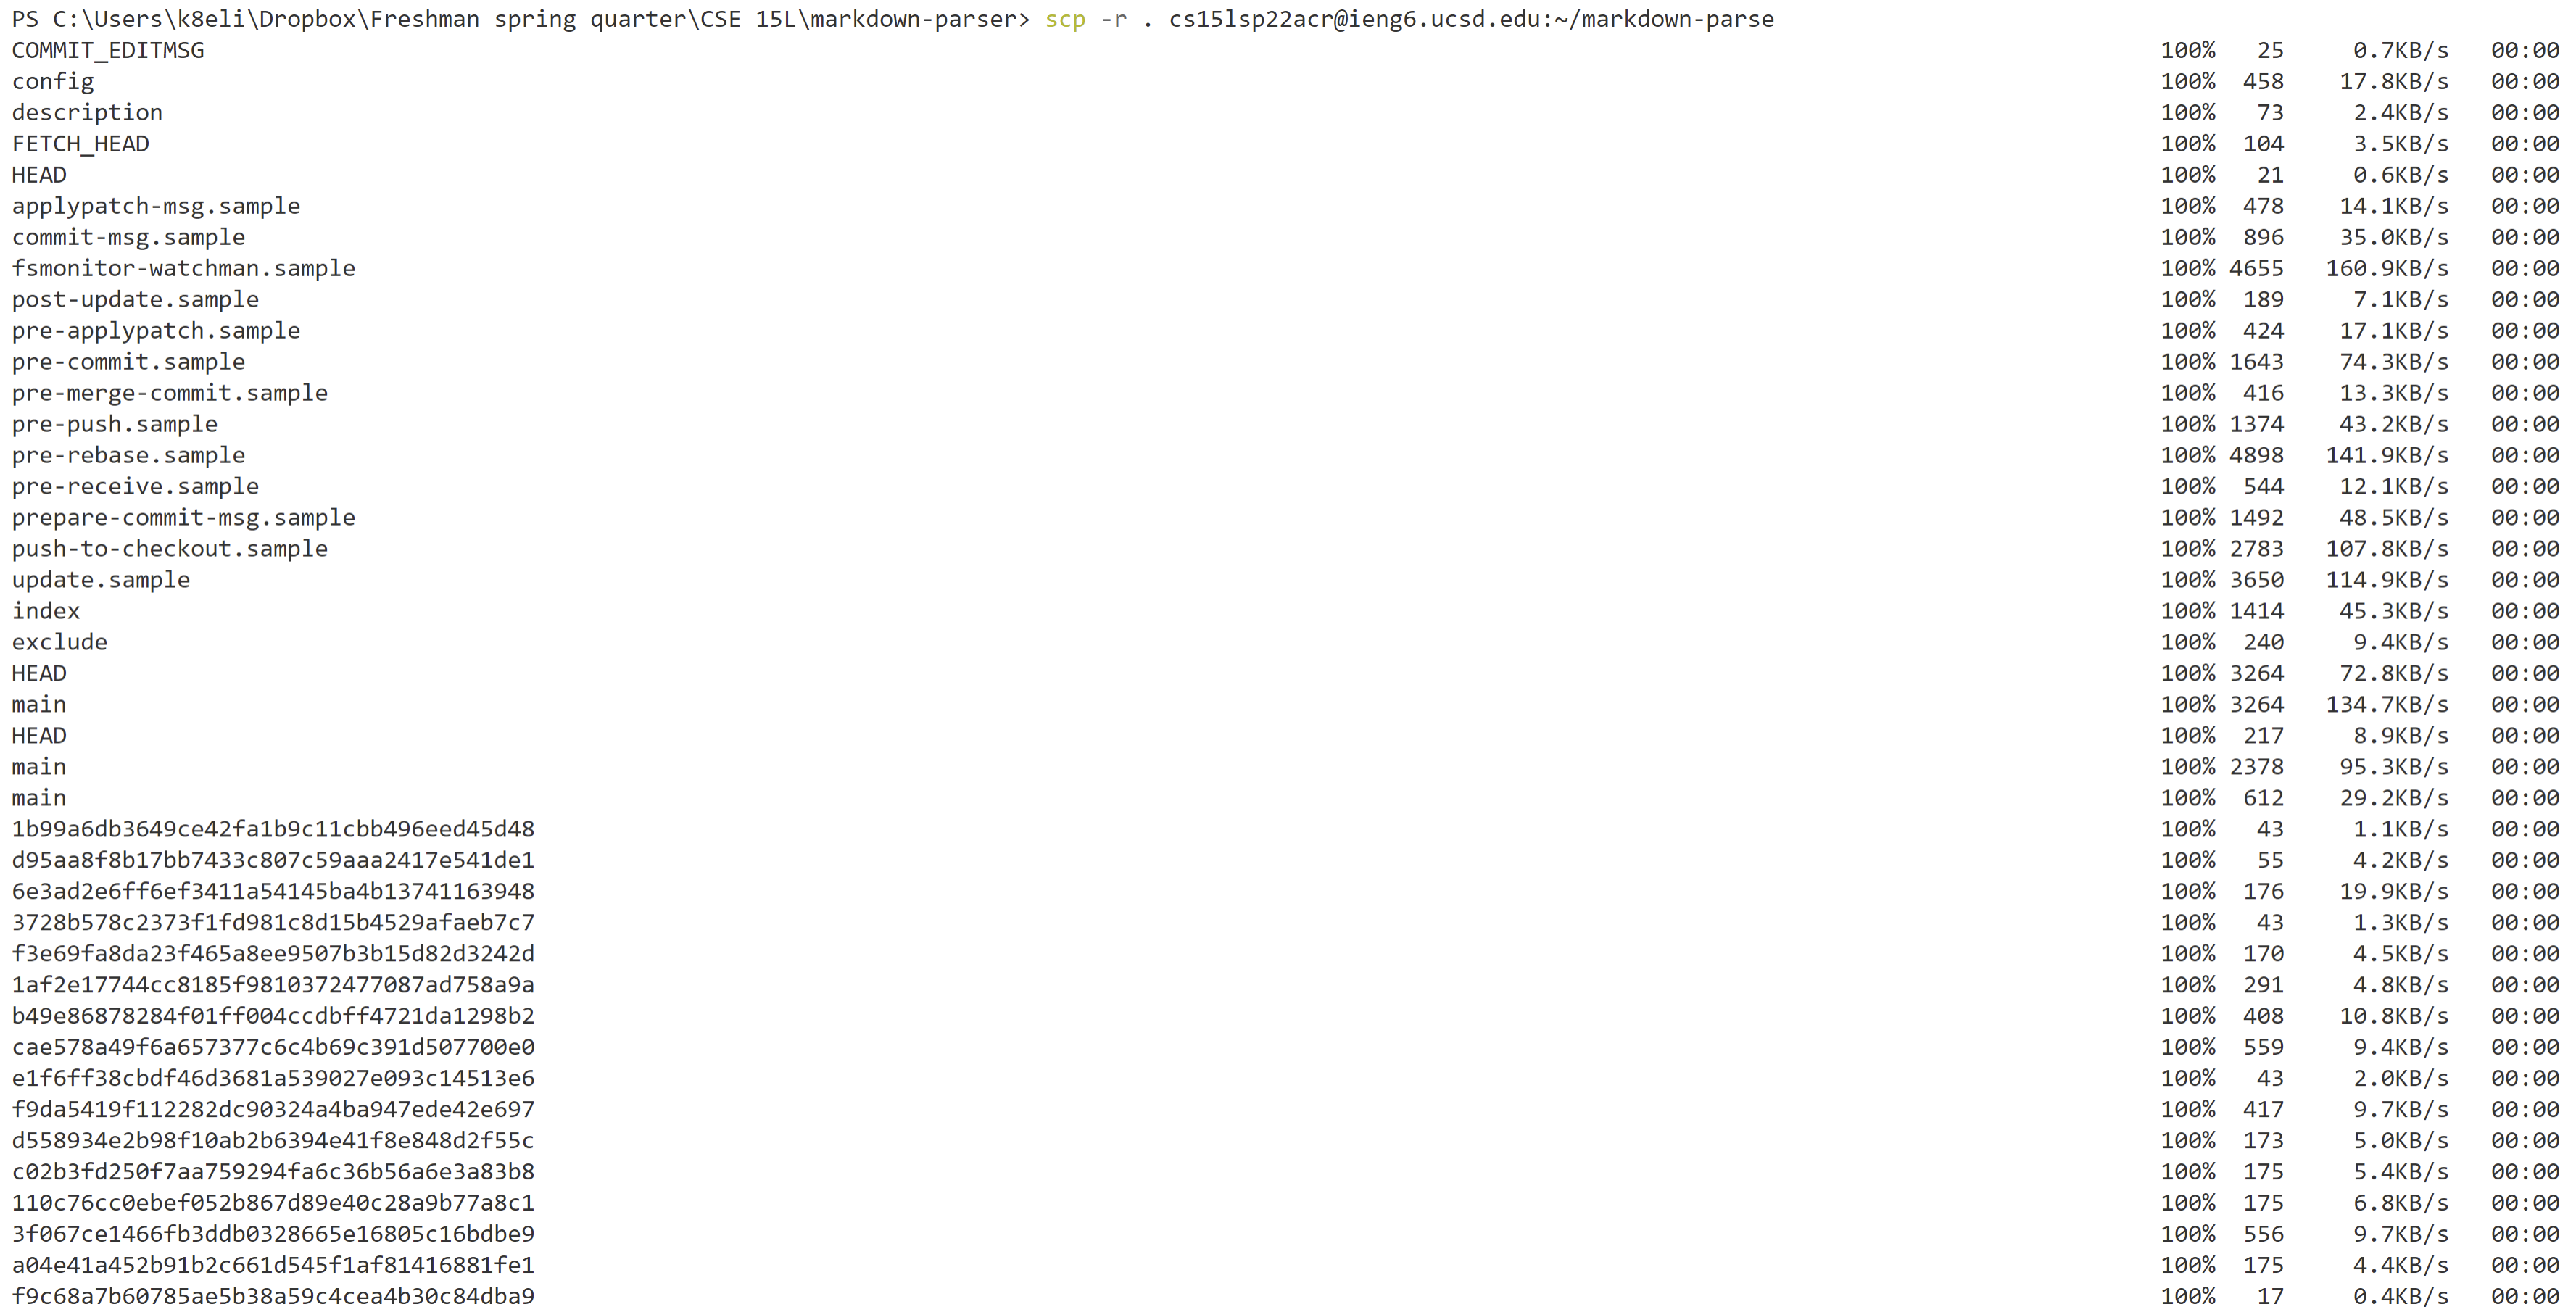 PS C:\Users\k8eli\Dropbox\Freshman spring quarter\CSE 15L\markdown-parser> scp -r . cs15lsp22acr@ieng6.ucsd.edu:~/markdown-parse
COMMIT_EDITMSG 100% 25 0.7KB/s 00:00
config 100% 458 17.8KB/s 00:00
description 100% 73 2.4KB/s 00:00
FETCH_HEAD 100% 104 3.5KB/s 00:00
HEAD 100% 21 0.6KB/s 00:00
applypatch-msg.sample 100% 478 14.1KB/s 00:00
commit-msg.sample 100% 896 35.0KB/s 00:00
fsmonitor-watchman.sample 100% 4655 160.9KB/s 00:00
post-update.sample 100% 189 7.1KB/s 00:00
pre-applypatch.sample 100% 424 17.1KB/s 00:00
pre-commit.sample 100% 1643 74.3KB/s 00:00
pre-merge-commit.sample 100% 416 13.3KB/s 00:00
pre-push.sample 100% 1374 43.2KB/s 00:00
pre-rebase.sample 100% 4898 141.9KB/s 00:00
pre-receive.sample 100% 544 12.1KB/s 00:00
prepare-commit-msg.sample 100% 1492 48.5KB/s 00:00
push-to-checkout.sample 100% 2783 107.8KB/s 00:00
update.sample 100% 3650 114.9KB/s 00:00
index 100% 1414 45.3KB/s 00:00
exclude 100% 240 9.4KB/s 00:00
HEAD 100% 3264 72.8KB/s 00:00
main 100% 3264 134.7KB/s 00:00
HEAD 100% 217 8.9KB/s 00:00
main 100% 2378 95.3KB/s 00:00
main 100% 612 29.2KB/s 00:00
1b99a6db3649ce42fa1b9c11cbb496eed45d48 100% 43 1.1KB/s 00:00
d95aa8f8b17bb7433c807c59aaa2417e541de1 100% 55 4.2KB/s 00:00
6e3ad2e6ff6ef3411a54145ba4b13741163948 100% 176 19.9KB/s 00:00
3728b578c2373f1fd981c8d15b4529afaeb7c7 100% 43 1.3KB/s 00:00
f3e69fa8da23f465a8ee9507b3b15d82d3242d 100% 170 4.5KB/s 00:00
1af2e17744cc8185f9810372477087ad758a9a 100% 291 4.8KB/s 00:00
b49e86878284f01ff004ccdbff4721da1298b2 100% 408 10.8KB/s 00:00
cae578a49f6a657377c6c4b69c391d507700e0 100% 559 9.4KB/s 00:00
e1f6ff38cbdf46d3681a539027e093c14513e6 100% 43 2.0KB/s 00:00
f9da5419f112282dc90324a4ba947ede42e697 100% 417 9.7KB/s 00:00
d558934e2b98f10ab2b6394e41f8e848d2f55c 100% 173 5.0KB/s 00:00
c02b3fd250f7aa759294fa6c36b56a6e3a83b8 100% 175 5.4KB/s 00:00
110c76cc0ebef052b867d89e40c28a9b77a8c1 100% 175 6.8KB/s 00:00
3f067ce1466fb3ddb0328665e16805c16bdbe9 100% 556 9.7KB/s 00:00
a04e41a452b91b2c661d545f1af81416881fe1 100% 175 4.4KB/s 00:00
f9c68a7b60785ae5b38a59c4cea4b30c84dba9 100% 17 0.4KB/s 00:00